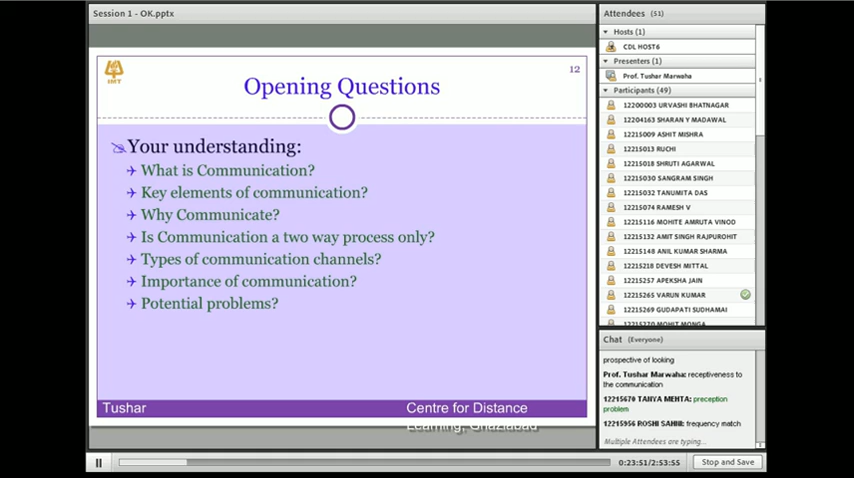 Session 1 - OK.pptx
IMT
12
Opening Questions
Your understanding:
What is Communication?
Key elements of communication?
Why Communicate?
Is Communication a two way process only?
Types of communication channels?
Importance of communication?
Potential problems?
Tushar
Centre for Distance
Learning, Ghaziabad
0:23:51/2:53:55
Stop and Save
Attendees (51)
Hosts (1)
CDL HOST6
Presenters (1)
Prof. Tushar Marwaha
Participants (49)
12200003 URVASHI BHATNAGAR
12204163 SHARAN Y MADAWAL
12215009 ASHIT MISHRA
12215013 RUCHI
12215018 SHRUTI AGARWAL
12215030 SANGRAM SINGH
12215032 TANUMITA DAS
12215074 RAMESH V
12215116 MOHITE AMRUTA VINOD
12215132 AMIT SINGH RAJPUROHIT
12215148 ANIL KUMAR SHARMA
12215218 DEVESH MITTAL
12215257 APEKSHA JAIN
12215265 VARUN KUMAR
12215269 GUDAPATI SUDHAMAI
12215270 MOHIT MONGA
Chat (Everyone)
prospective of looking
Prof. Tushar Marwaha: receptiveness to
the communication
12215670 TANYA MEHTA: preception
problem
12215956 ROSHI SAHNI: frequency match
Multiple Attendees are typing...